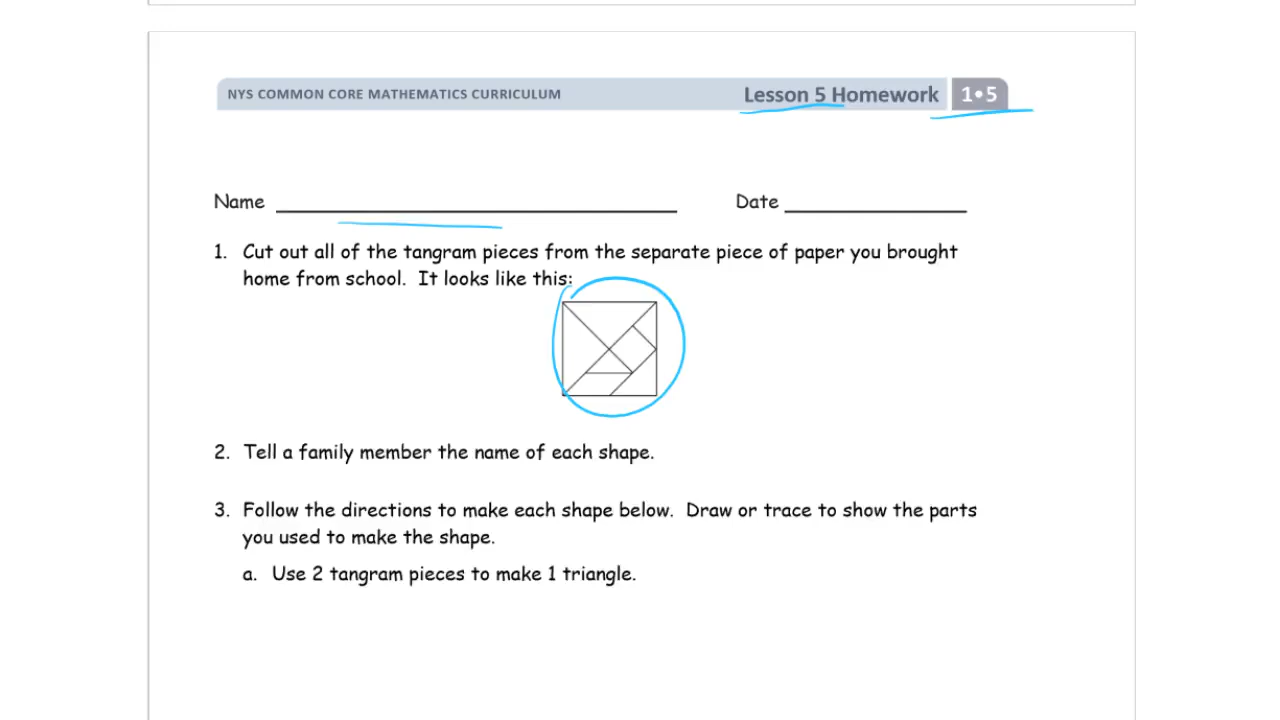 NYS COMMON CORE MATHEMATICS CURRICULUM Lesson 5 Homework 1•5
Name Date
1. Cut out all of the tangram pieces from the separate piece of paper you brought
home from school. It looks like this:
2. Tell a family member the name of each shape.
3. Follow the directions to make each shape below. Draw or trace to show the parts
you used to make the shape.
a. Use 2 tangram pieces to make 1 triangle.